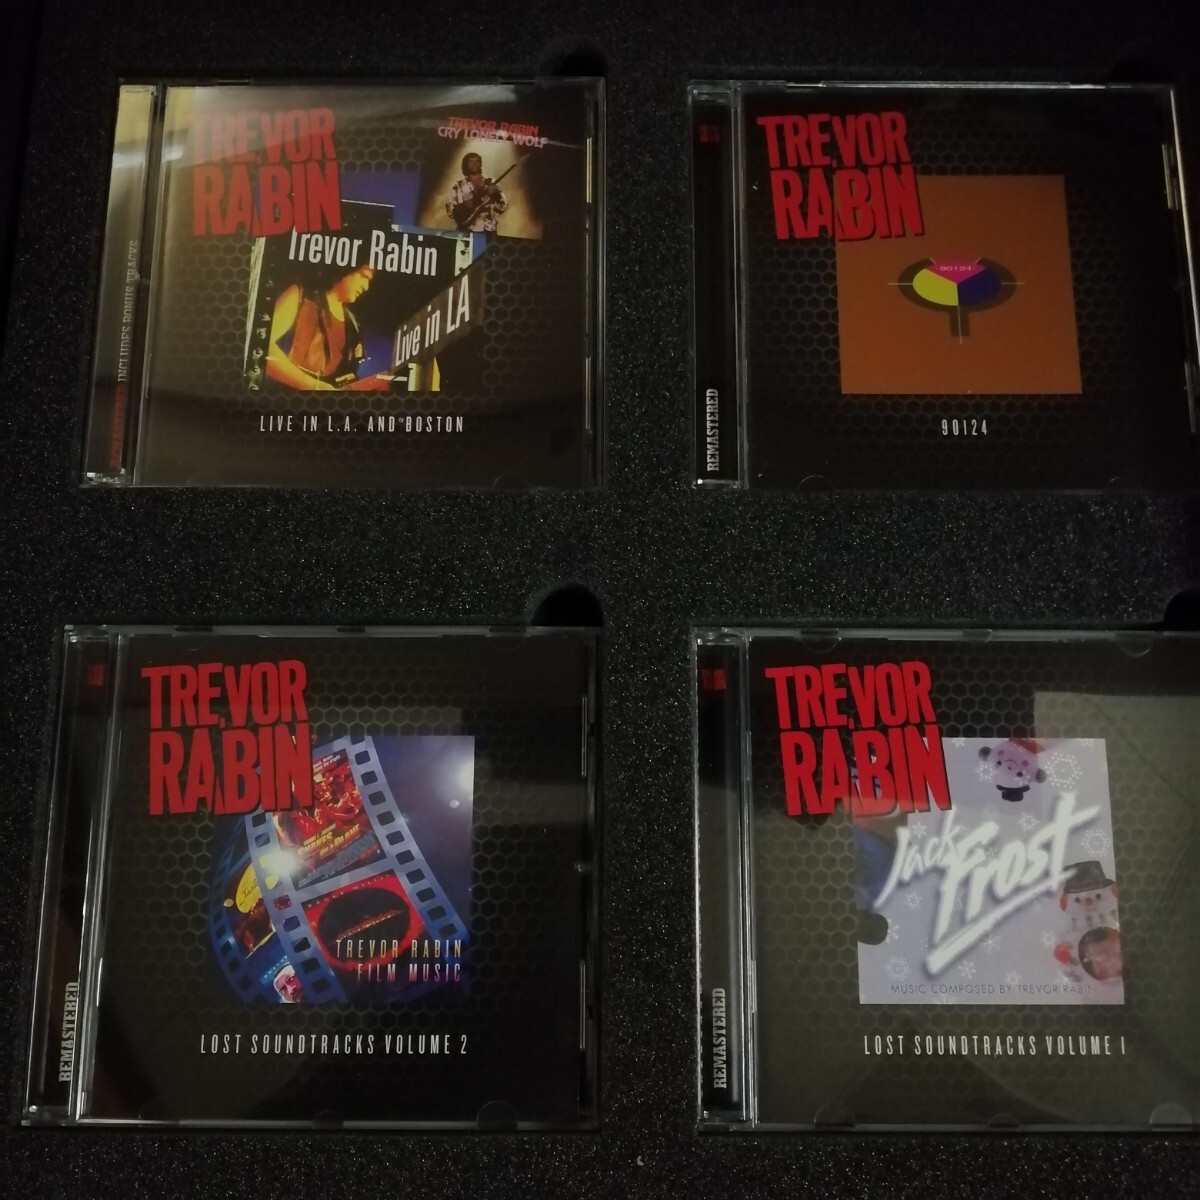 TREVOR
RABIN
TREVOR RABIN
CRY LONELY WOLF
Trevor Rabin
Live in LA
LIVE IN L.A. AND BOSTON
REMASTERED INCLUDES BONUS TRACKS
TREVOR
RABIN
90124
90124
REMASTERED
TREVOR
RABIN
TREVOR RABIN
FILM MUSIC
LOST SOUNDTRACKS VOLUME 2
REMASTERED
TREVOR
RABIN
Jack
Frost
MUSIC COMPOSED BY TREVOR RABIN
LOST SOUNDTRACKS VOLUME 1
REMASTERED